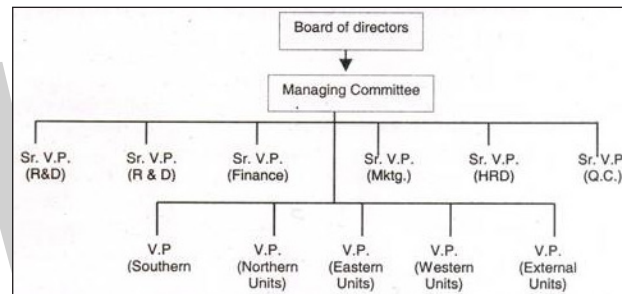 Board of directors
Managing Committee
Sr. V.P. Sr. V.P. Sr. V.P. Sr. V.P. Sr. V.P. Sr. V.P.
(R&D) (R & D) (Finance) (Mktg.) (HRD) (Q.C.)
V.P V.P. V.P. V.P. V.P.
(Southern (Northern (Eastern (Western (External
Units) Units) Units) Units)